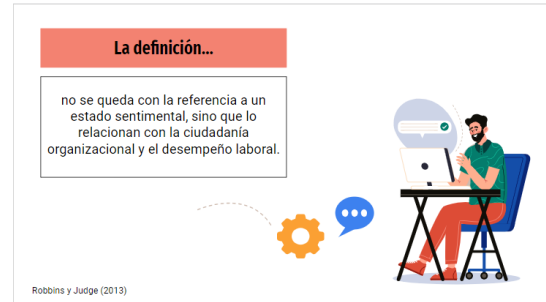 La definición...
no se queda con la referencia a un
estado sentimental, sino que lo
relacionan con la ciudadanía
organizacional y el desempeño laboral.
Robbins y Judge (2013)